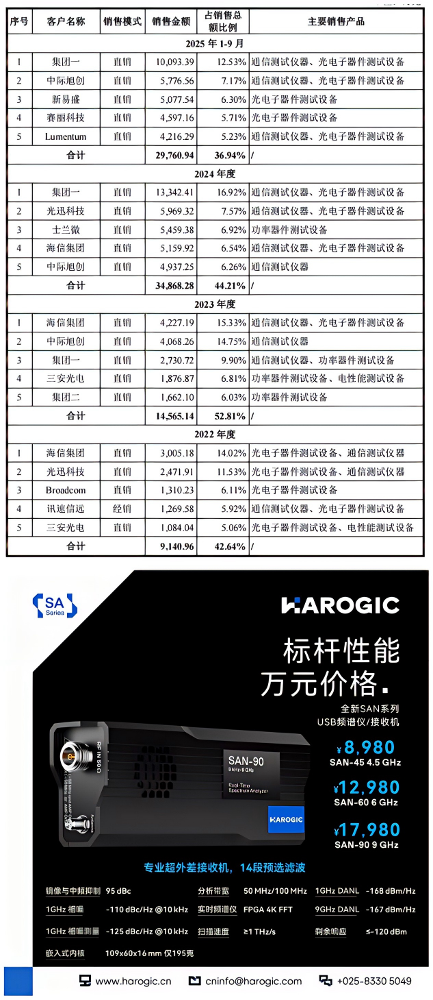 序号 客户名称 销售模式 销售金额 占销售总额比例 主要销售产品
2025 年 1-9 月
1 集团一 直销 10,093.39 12.53% 通信测试仪器、光电子器件测试设备
2 中际旭创 直销 5,776.56 7.17% 通信测试仪器、光电子器件测试设备
3 新易盛 直销 5,077.54 6.30% 光电子器件测试设备
4 赛丽科技 直销 4,597.16 5.71% 光电子器件测试设备
5 Lumentum 直销 4,216.29 5.23% 通信测试仪器、光电子器件测试设备
合计 29,760.94 36.94% /
2024 年度
1 集团一 直销 13,342.41 16.92% 通信测试仪器、光电子器件测试设备
2 光迅科技 直销 5,969.32 7.57% 通信测试仪器、光电子器件测试设备
3 士兰微 直销 5,459.38 6.92% 功率器件测试设备
4 海信集团 直销 5,159.92 6.54% 通信测试仪器、光电子器件测试设备
5 中际旭创 直销 4,937.25 6.26% 通信测试仪器
合计 34,868.28 44.21% /
2023 年度
1 海信集团 直销 4,227.19 15.33% 通信测试仪器、光电子器件测试设备
2 中际旭创 直销 4,068.26 14.75% 通信测试仪器
3 集团一 直销 2,730.72 9.90% 通信测试仪器、功率器件测试设备
4 三安光电 直销 1,876.87 6.81% 功率器件测试设备、电性能测试设备
5 集团二 直销 1,662.10 6.03% 功率器件测试设备
合计 14,565.14 52.81% /
2022 年度
1 海信集团 直销 3,005.18 14.02% 光电子器件测试设备、通信测试仪器
2 光迅科技 直销 2,471.91 11.53% 光电子器件测试设备、通信测试仪器
3 Broadcom 直销 1,310.23 6.11% 光电子器件测试设备
4 讯速信远 经销 1,269.58 5.92% 通信测试仪器、光电子器件测试设备
5 三安光电 直销 1,084.04 5.06% 光电子器件测试设备、电性能测试设备
合计 9,140.96 42.64% /
SA
Series
HAROGIC
标杆性能
万元价格.
全新SAN系列
USB频谱仪/接收机
¥8,980
SAN-45 4.5 GHz
¥12,980
SAN-60 6 GHz
¥17,980
SAN-90 9 GHz
RF IN 50Ω
SAN-90
9 kHz-9 GHz
Real-Time
Spectrum Analyzer
HAROGIC
Antenna
专业超外差接收机，14段预选滤波
镜像与中频抑制 95 dBc 分析带宽 50 MHz/100 MHz 1GHz DANL -168 dBm/Hz
1GHz 相噪 -110 dBc/Hz @10 kHz 实时频谱仪 FPGA 4K FFT 9GHz DANL -167 dBm/Hz
1GHz 相噪测量 -125 dBc/Hz @10 kHz 扫描速度 ≥1 THz/s 剩余响应 ≤-120 dBm
嵌入式内核 109x60x16 mm 仅195克
www.harogic.cn cninfo@harogic.com +025-8330 5049